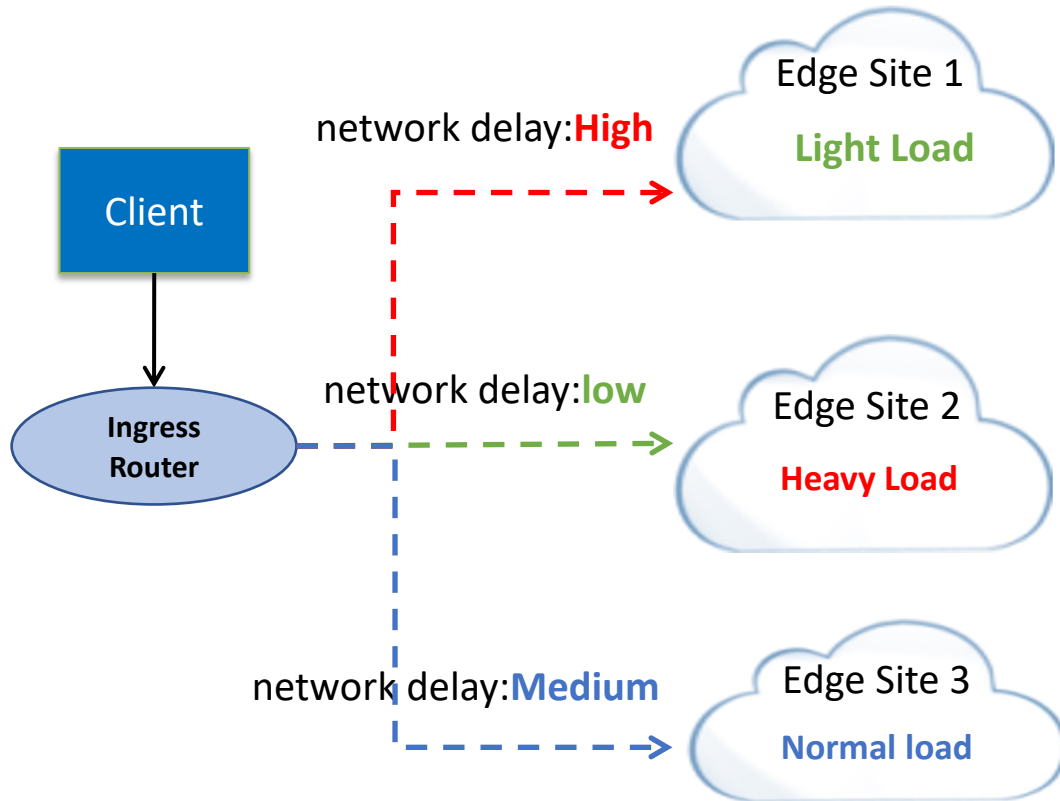 Client
Ingress
Router
network delay:High
network delay:low
network delay:Medium
Edge Site 1
Light Load
Edge Site 2
Heavy Load
Edge Site 3
Normal load